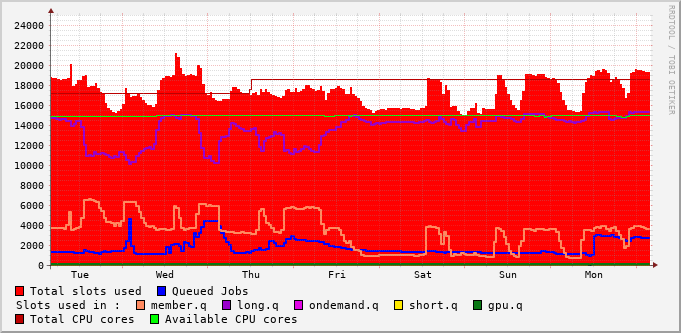 24000
22000
20000
18000
16000
14000
12000
10000
8000
6000
4000
2000
0
Tue Wed Thu Fri Sat Sun Mon
Total slots used Queued Jobs
Slots used in : member.q long.q ondemand.q short.q gpu.q
Total CPU cores Available CPU cores
RRDTOOL / TOBI OETIKER